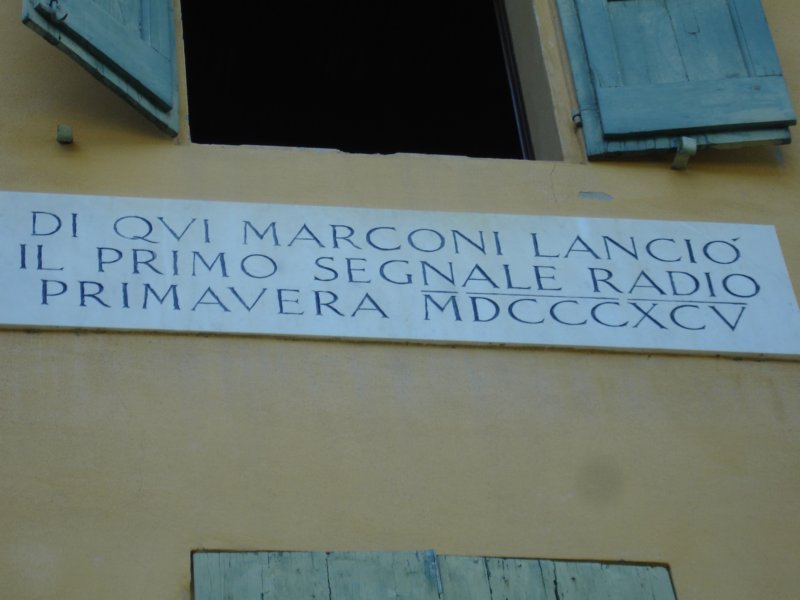 DI QVI MARCONI LANCIÒ
IL PRIMO SEGNALE RADIO
PRIMAVERA MDCCCXCV